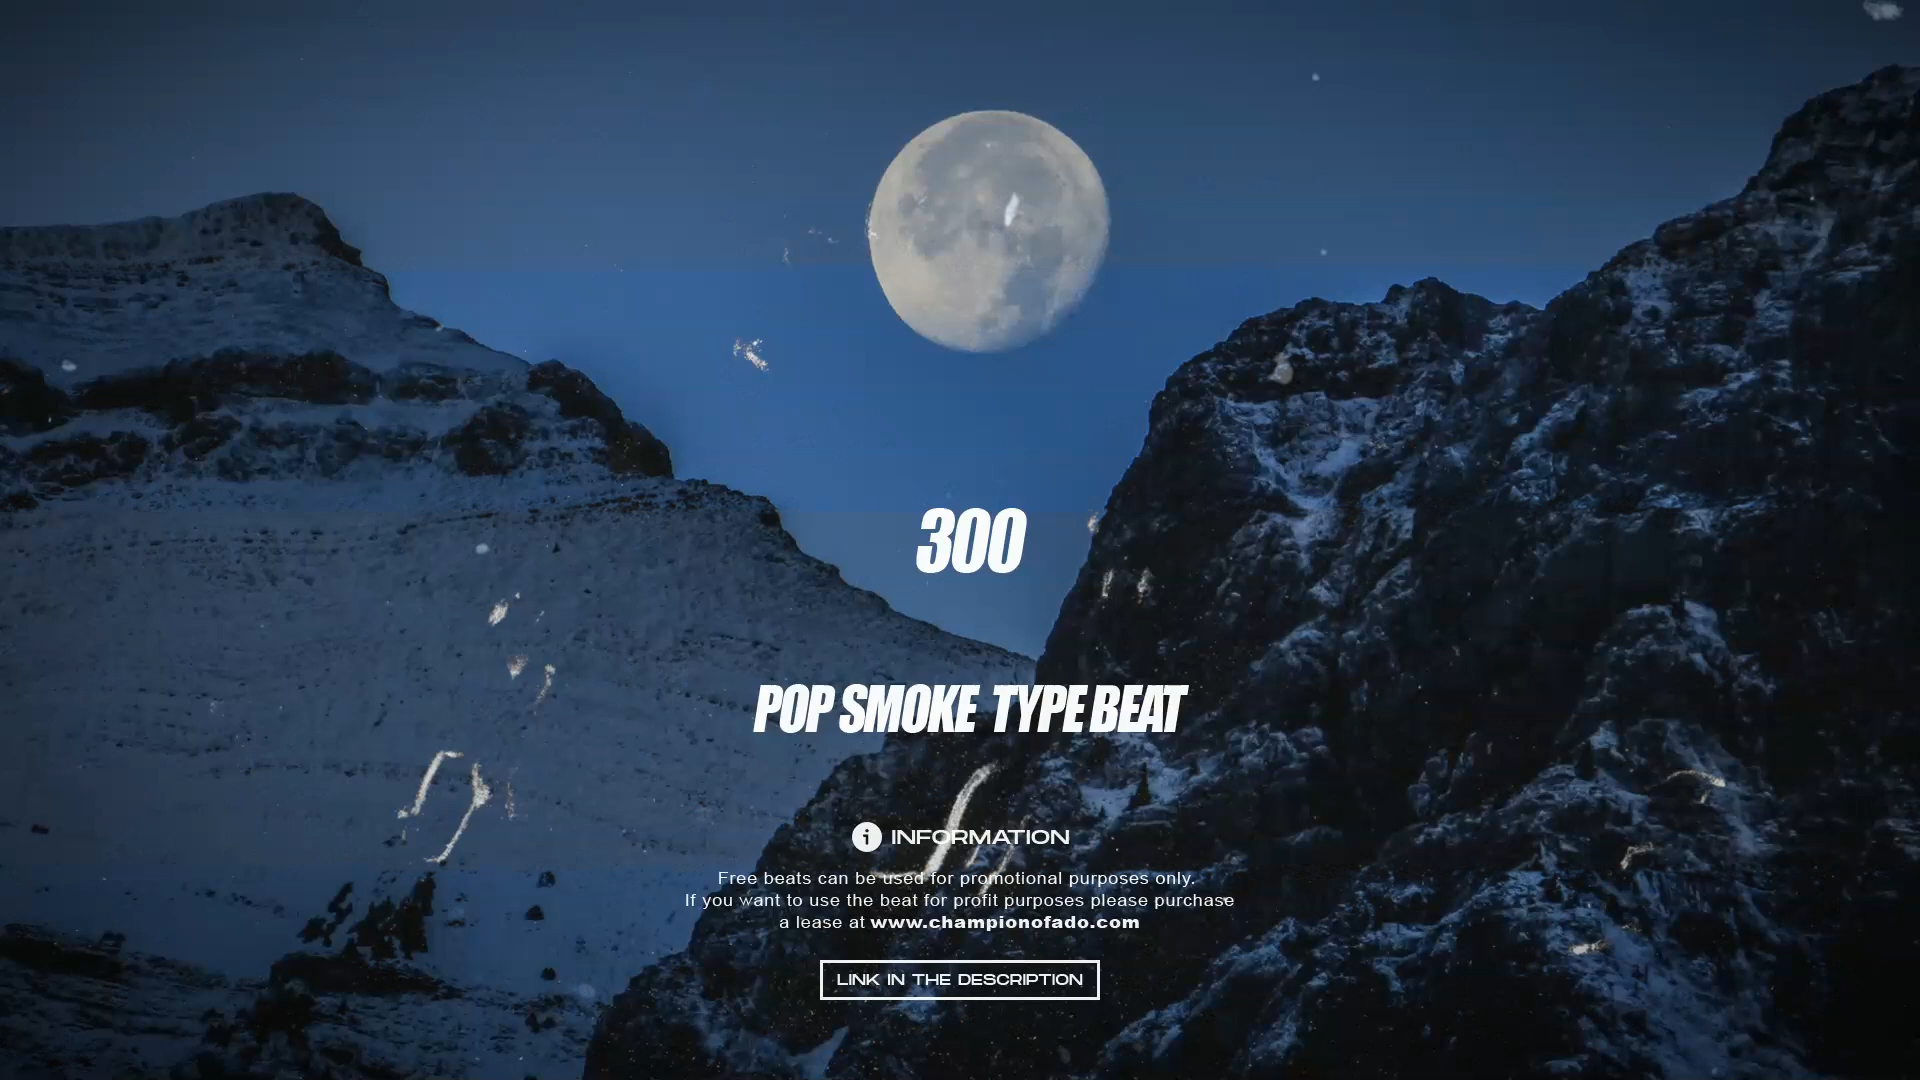 300
POP SMOKE TYPE BEAT
i INFORMATION
Free beats can be used for promotional purposes only.
If you want to use the beat for profit purposes please purchase
a lease at www.championofado.com
LINK IN THE DESCRIPTION